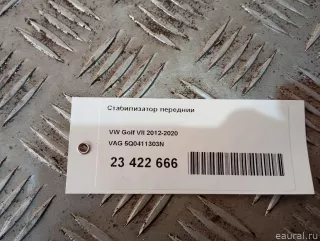 Стабилизатор передний
VW Golf VII 2012-2020
VAG 5Q0411303N
23 422 666
eaural.ru